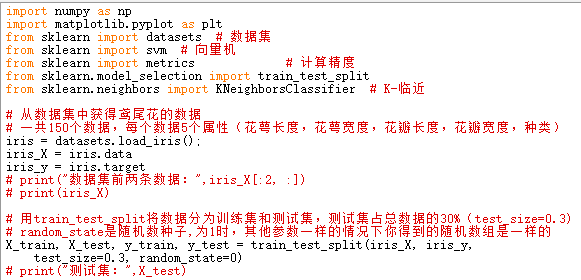 import numpy as np
import matplotlib.pyplot as plt
from sklearn import datasets  # 数据集
from sklearn import svm  # 向量机
from sklearn import metrics          # 计算精度
from sklearn.model_selection import train_test_split
from sklearn.neighbors import KNeighborsClassifier  # K-临近
# 从数据集中获得鸢尾花的数据
# 一共150个数据，每个数据5个属性（花萼长度，花萼宽度，花瓣长度，花瓣宽度，种类）
iris = datasets.load_iris();
iris_X = iris.data
iris_y = iris.target
# print("数据集前两条数据：",iris_X[:2, :])
# print(iris_X)
# 用train_test_split将数据分为训练集和测试集，测试集占总数据的30%（test_size=0.3）
# random_state是随机数种子,为1时，其他参数一样的情况下你得到的随机数组是一样的
X_train, X_test, y_train, y_test = train_test_split(iris_X, iris_y,
    test_size=0.3, random_state=0)
# print("测试集：",X_test)